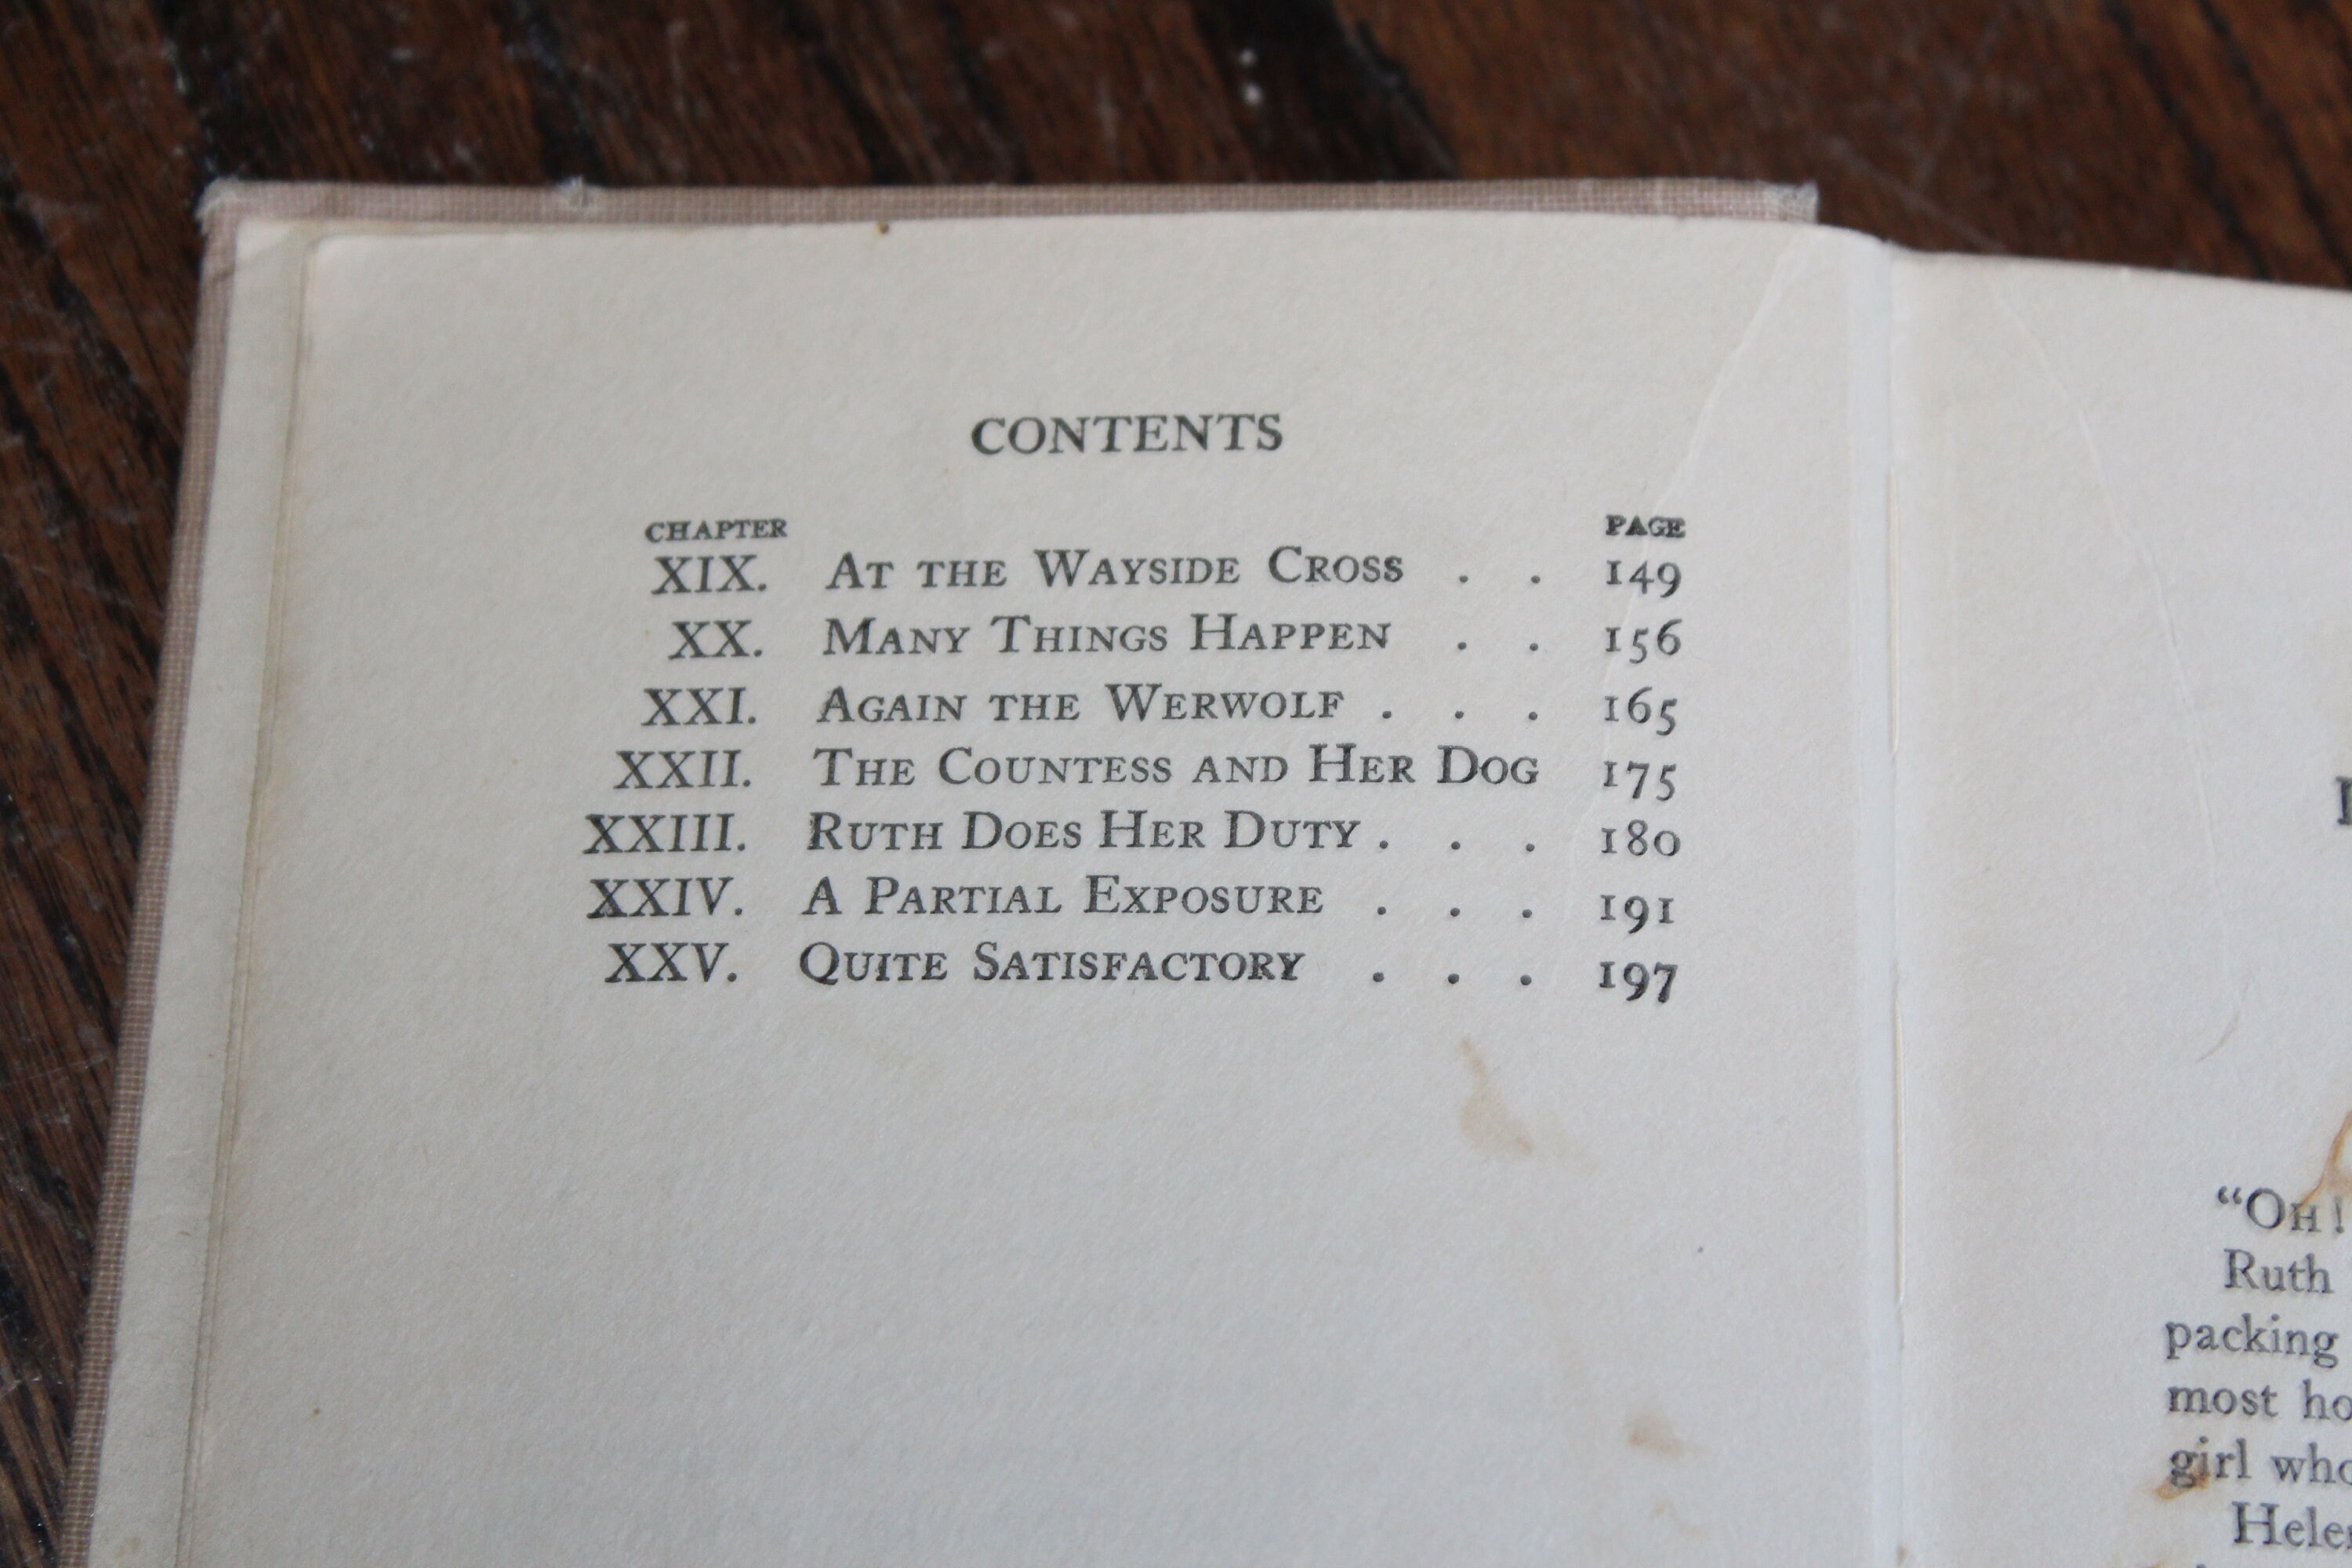 CONTENTS
CHAPTER PAGE
XIX. AT THE WAYSIDE CROSS . . 149
XX. MANY THINGS HAPPEN . . 156
XXI. AGAIN THE WERWOLF . . . 165
XXII. THE COUNTESS AND HER DOG 175
XXIII. RUTH DOES HER DUTY . . . 180
XXIV. A PARTIAL EXPOSURE . . . 191
XXV. QUITE SATISFACTORY . . . 197
“OH!
Ruth
packing
most
girl